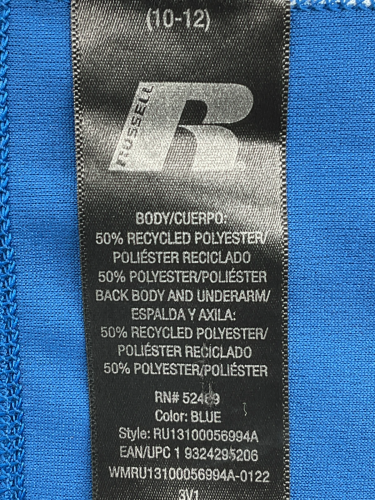 (10-12)
RUSSELL
R
BODY/CUERPO:
50% RECYCLED POLYESTER/
POLIÉSTER RECICLADO
50% POLYESTER/POLIÉSTER
BACK BODY AND UNDERARM/
ESPALDA Y AXILA:
50% RECYCLED POLYESTER/
POLIÉSTER RECICLADO
50% POLYESTER/POLIÉSTER
RN# 52469
Color: BLUE
Style: RU13100056994A
EAN/UPC 1 9324295206
WMRU13100056994A-0122
3V1